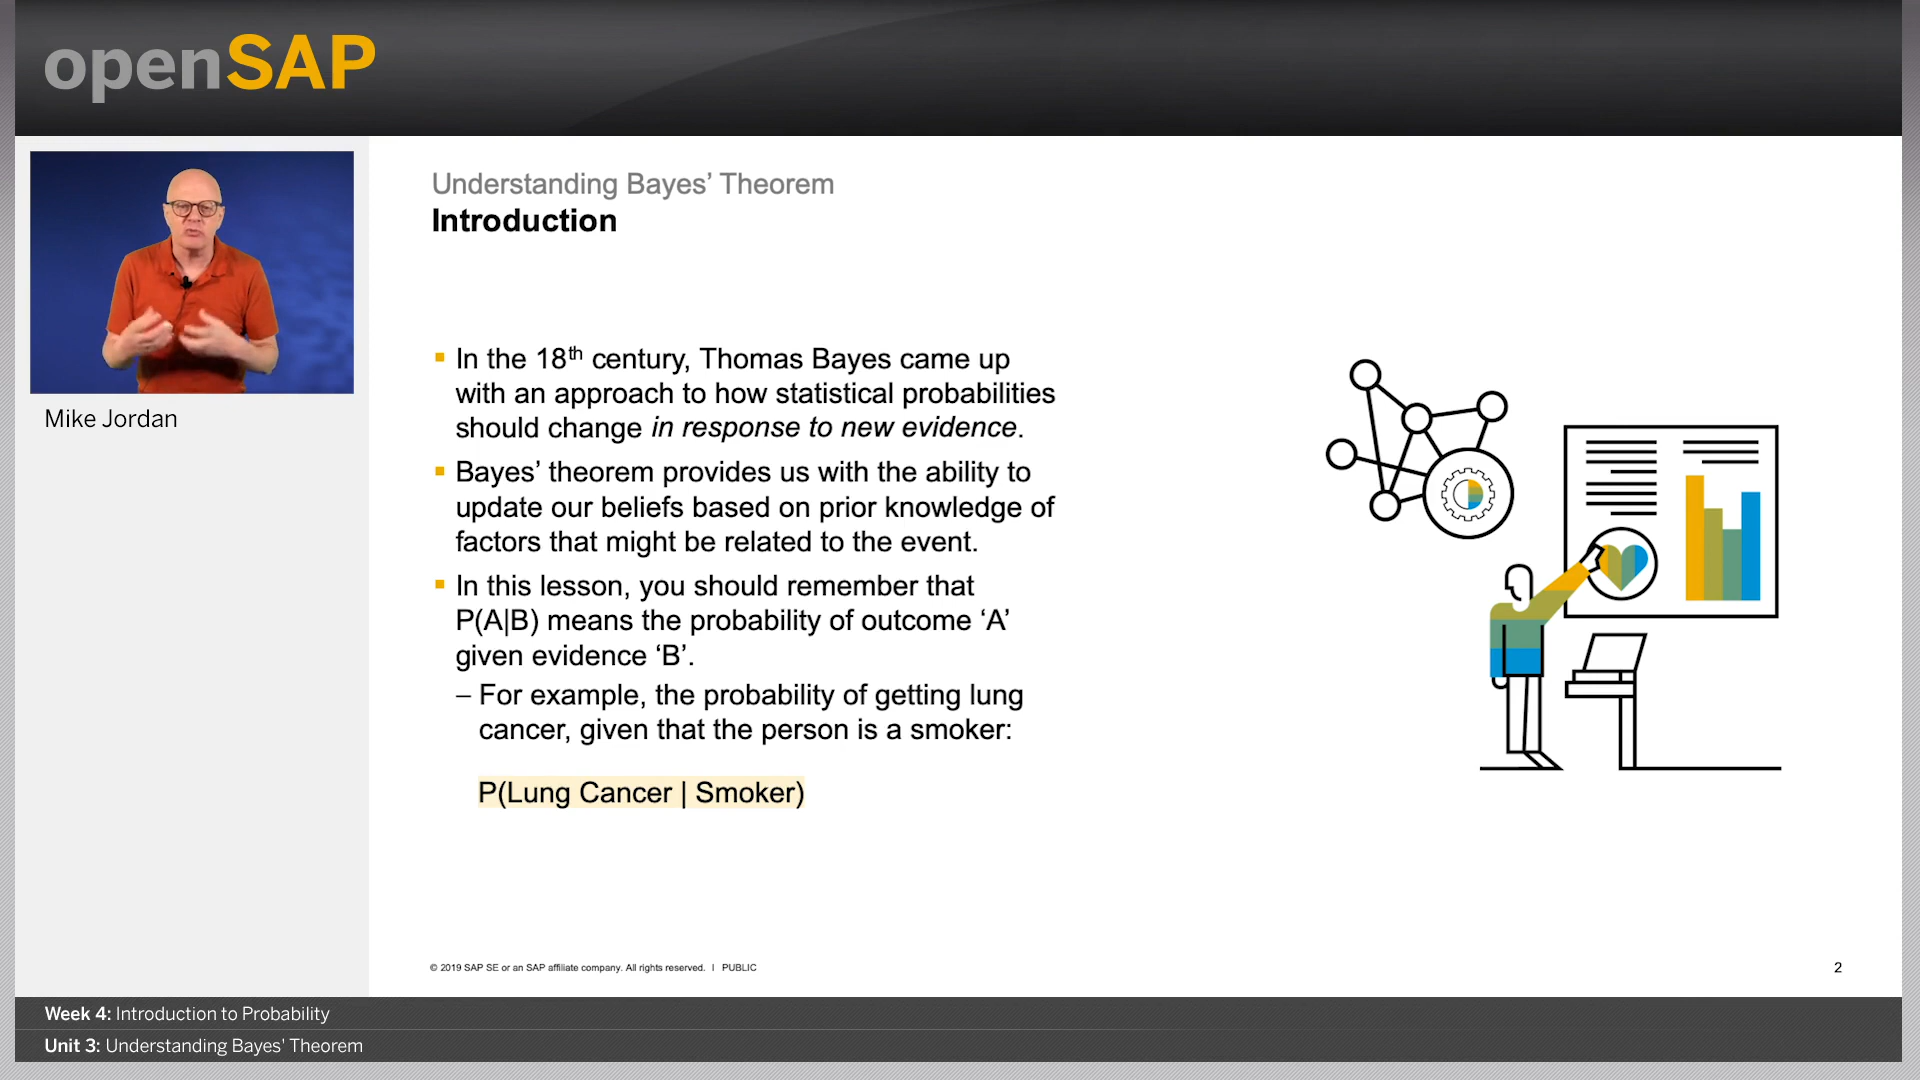 openSAP
Mike Jordan
Understanding Bayes’ Theorem
Introduction
▪ In the 18th century, Thomas Bayes came up
with an approach to how statistical probabilities
should change in response to new evidence.
▪ Bayes’ theorem provides us with the ability to
update our beliefs based on prior knowledge of
factors that might be related to the event.
▪ In this lesson, you should remember that
P(A|B) means the probability of outcome ‘A’
given evidence ‘B’.
– For example, the probability of getting lung
cancer, given that the person is a smoker:
P(Lung Cancer | Smoker)
© 2019 SAP SE or an SAP affiliate company. All rights reserved. I PUBLIC
2
Week 4: Introduction to Probability
Unit 3: Understanding Bayes' Theorem